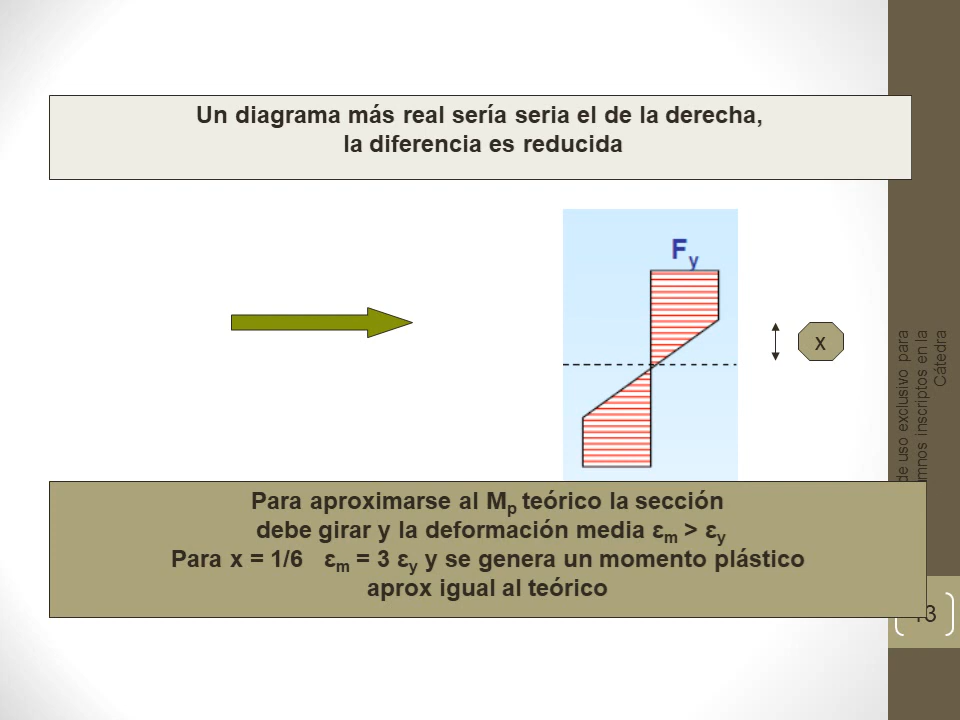 Un diagrama más real sería seria el de la derecha,
la diferencia es reducida
Fy
x
de uso exclusivo para
mnos inscriptos en la
Cátedra
Para aproximarse al Mp teórico la sección
debe girar y la deformación media εm > εy
Para x = 1/6 εm = 3 εy y se genera un momento plástico
aprox igual al teórico